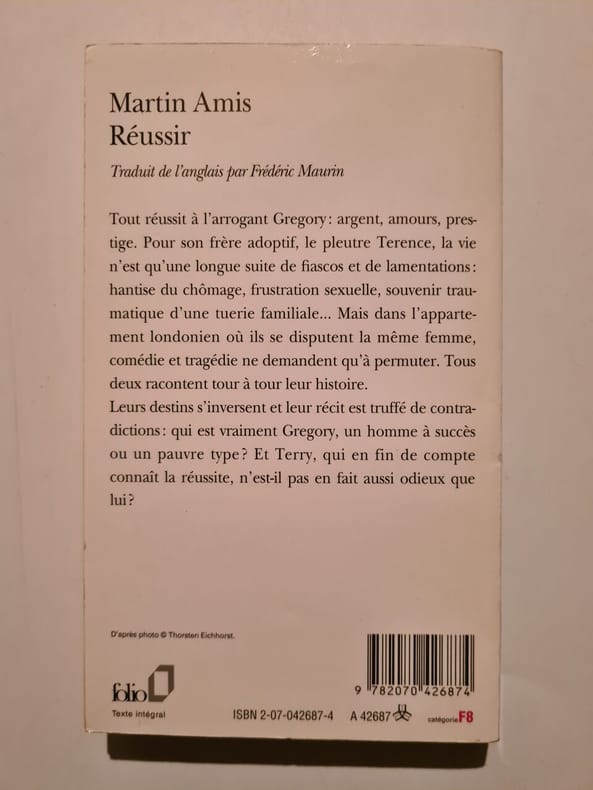 Martin Amis
Réussir
Traduit de l'anglais par Frédéric Maurin
Tout réussit à l'arrogant Gregory : argent, amours, pres-
tige. Pour son frère adoptif, le pleutre Terence, la vie
n'est qu'une longue suite de fiascos et de lamentations :
hantise du chômage, frustration sexuelle, souvenir trau-
matique d'une tuerie familiale... Mais dans l'apparte-
ment londonien où ils se disputent la même femme,
comédie et tragédie ne demandent qu'à permuter. Tous
deux racontent tour à tour leur histoire.
Leurs destins s'inversent et leur récit est truffé de contra-
dictions : qui est vraiment Gregory, un homme à succès
ou un pauvre type ? Et Terry, qui en fin de compte
connaît la réussite, n'est-il pas en fait aussi odieux que
lui ?
D'après photo © Thorsten Eichhorst.
9 782070 426874
folio
Texte intégral
ISBN 2-07-042687-4 A 42687 catégorie F8